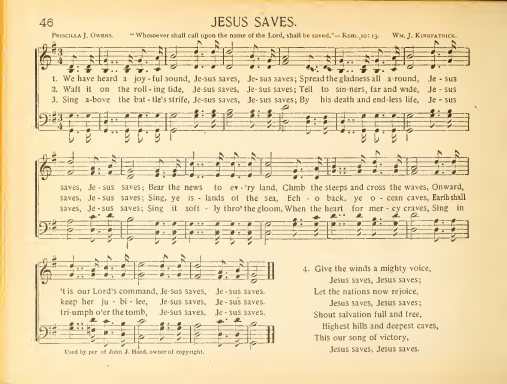 46
JESUS SAVES.
PRISCILLA J. OWENS. "Whosoever shall call upon the name of the Lord, shall be saved."—Rom. 10: 13. WM. J. KIRKPATRICK.
1. We have heard a joy-ful sound, Je-sus saves, Je-sus saves; Spread the gladness all a-round, Je-sus
2. Waft it on the roll-ing tide, Je-sus saves, Je-sus saves; Tell to sin-ners, far and wide, Je-sus
3. Sing a-bove the bat-tle's strife, Je-sus saves, Je-sus saves; By his death and end-less life, Je-sus
saves, Je-sus saves; Bear the news to ev-'ry land, Climb the steeps and cross the waves, Onward,
saves, Je-sus saves; Sing, ye is-lands of the sea, Ech-o back, ye o-cean caves, Earth shall
saves, Je-sus saves; Sing it soft-ly thro' the gloom, When the heart for mer-cy craves, Sing in
't is our Lord's command, Je-sus saves, Je-sus saves.
keep her ju-bi-lee, Je-sus saves, Je-sus saves.
tri-umph o'er the tomb, Je-sus saves, Je-sus saves.
Used by per of John J. Hood, owner of copyright.
4. Give the winds a mighty voice,
Jesus saves, Jesus saves;
Let the nations now rejoice,
Jesus saves, Jesus saves;
Shout salvation full and free,
Highest hills and deepest caves,
This our song of victory,
Jesus saves, Jesus saves.